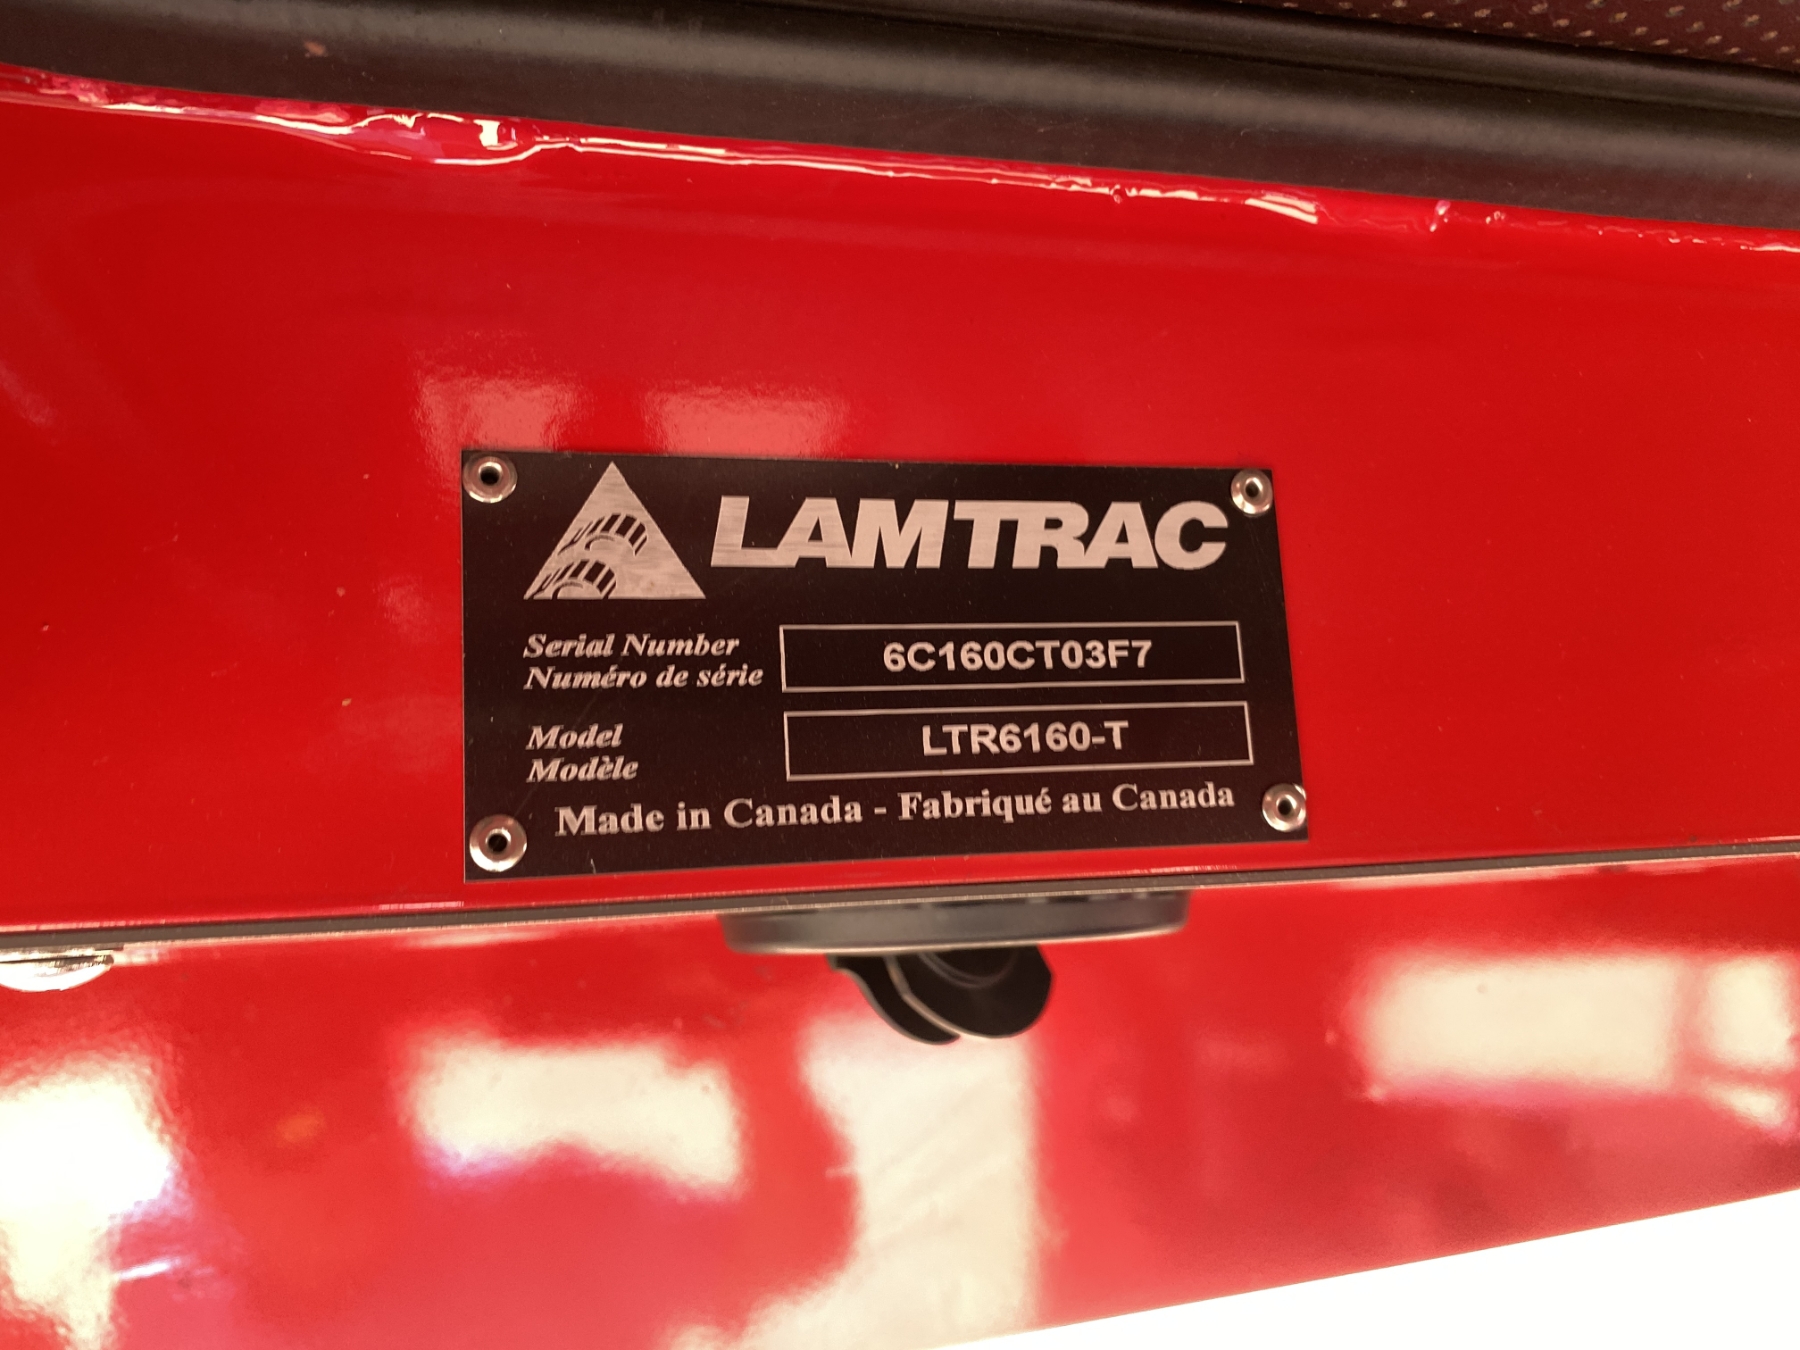 LAMTRAC
Serial Number
Numéro de série
6C160CT03F7
Model
Modèle
LTR6160-T
Made in Canada - Fabriqué au Canada